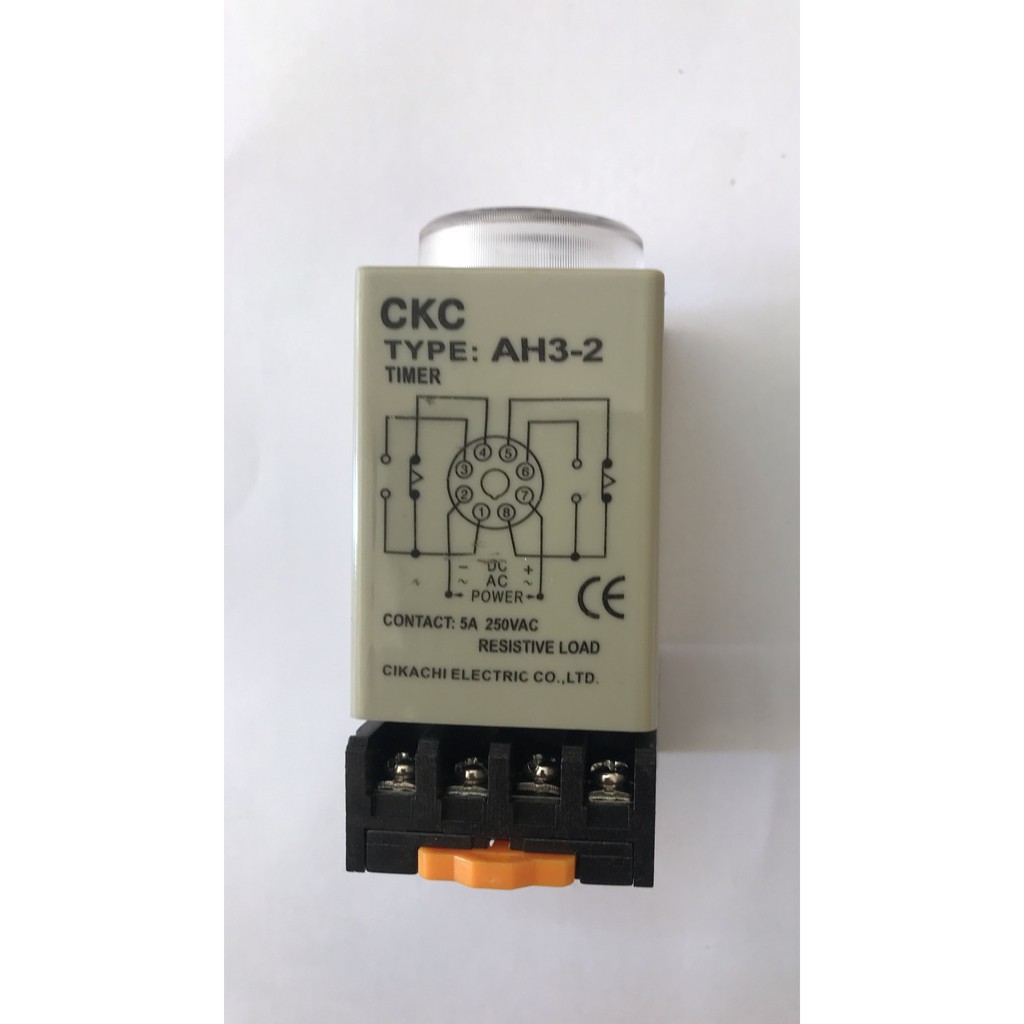 CKC
TYPE: AH3-2
TIMER
4 5
3 6
2 7
1 8
− DC +
~ AC ~
POWER
CE
CONTACT: 5A 250VAC
RESISTIVE LOAD
CIKACHI ELECTRIC CO.,LTD.